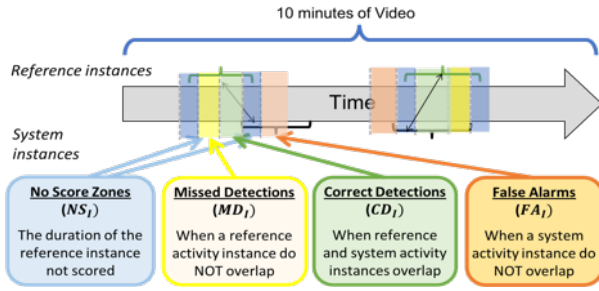 10 minutes of Video
Reference instances
Time
System
instances
No Score Zones
(NS_I)
The duration of the
reference instance
not scored
Missed Detections
(MD_I)
When a reference
activity instance do
NOT overlap
Correct Detections
(CD_I)
When reference
and system activity
instances overlap
False Alarms
(FA_I)
When a system
activity instance do
NOT overlap